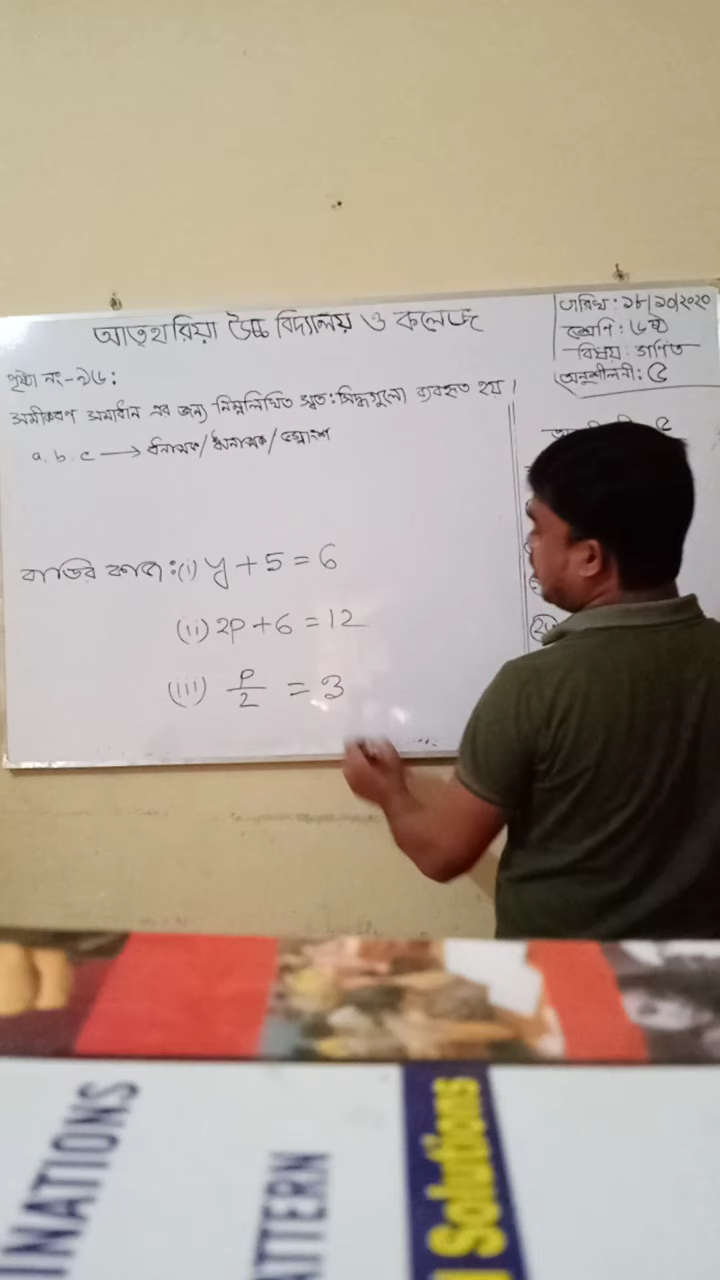 আত্হারিয়া উচ্চ বিদ্যালয় ও কলেজ
তারিখ: ১৮/১০/২০২০
শ্রেণি: ৬ষ্ঠ
বিষয়: গণিত
অনুশীলনী: ৫
পৃষ্ঠা নং-৯৬:
সমীকরণ সমাধান এর জন্য নিম্নলিখিত স্বত:সিদ্ধগুলো ব্যবহৃত হয়।
a, b, c → ধনাত্মক/ঋনাত্মক/ভগ্নাংশ
বাড়ির কাজ: (i) y + 5 = 6
(ii) 2p + 6 = 12
(iii) p/2 = 3
INATIONS
ATTERN
Solutions